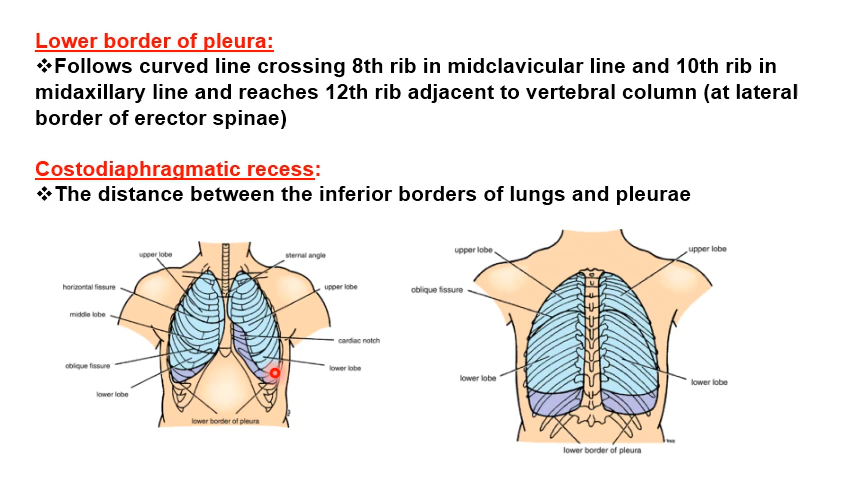 Lower border of pleura:
❖Follows curved line crossing 8th rib in midclavicular line and 10th rib in
midaxillary line and reaches 12th rib adjacent to vertebral column (at lateral
border of erector spinae)
Costodiaphragmatic recess:
❖The distance between the inferior borders of lungs and pleurae
upper lobe
sternal angle
horizontal fissure
upper lobe
middle lobe
cardiac notch
oblique fissure
lower lobe
lower lobe
lower border of pleura
upper lobe
upper lobe
oblique fissure
lower lobe
lower lobe
lower border of pleura